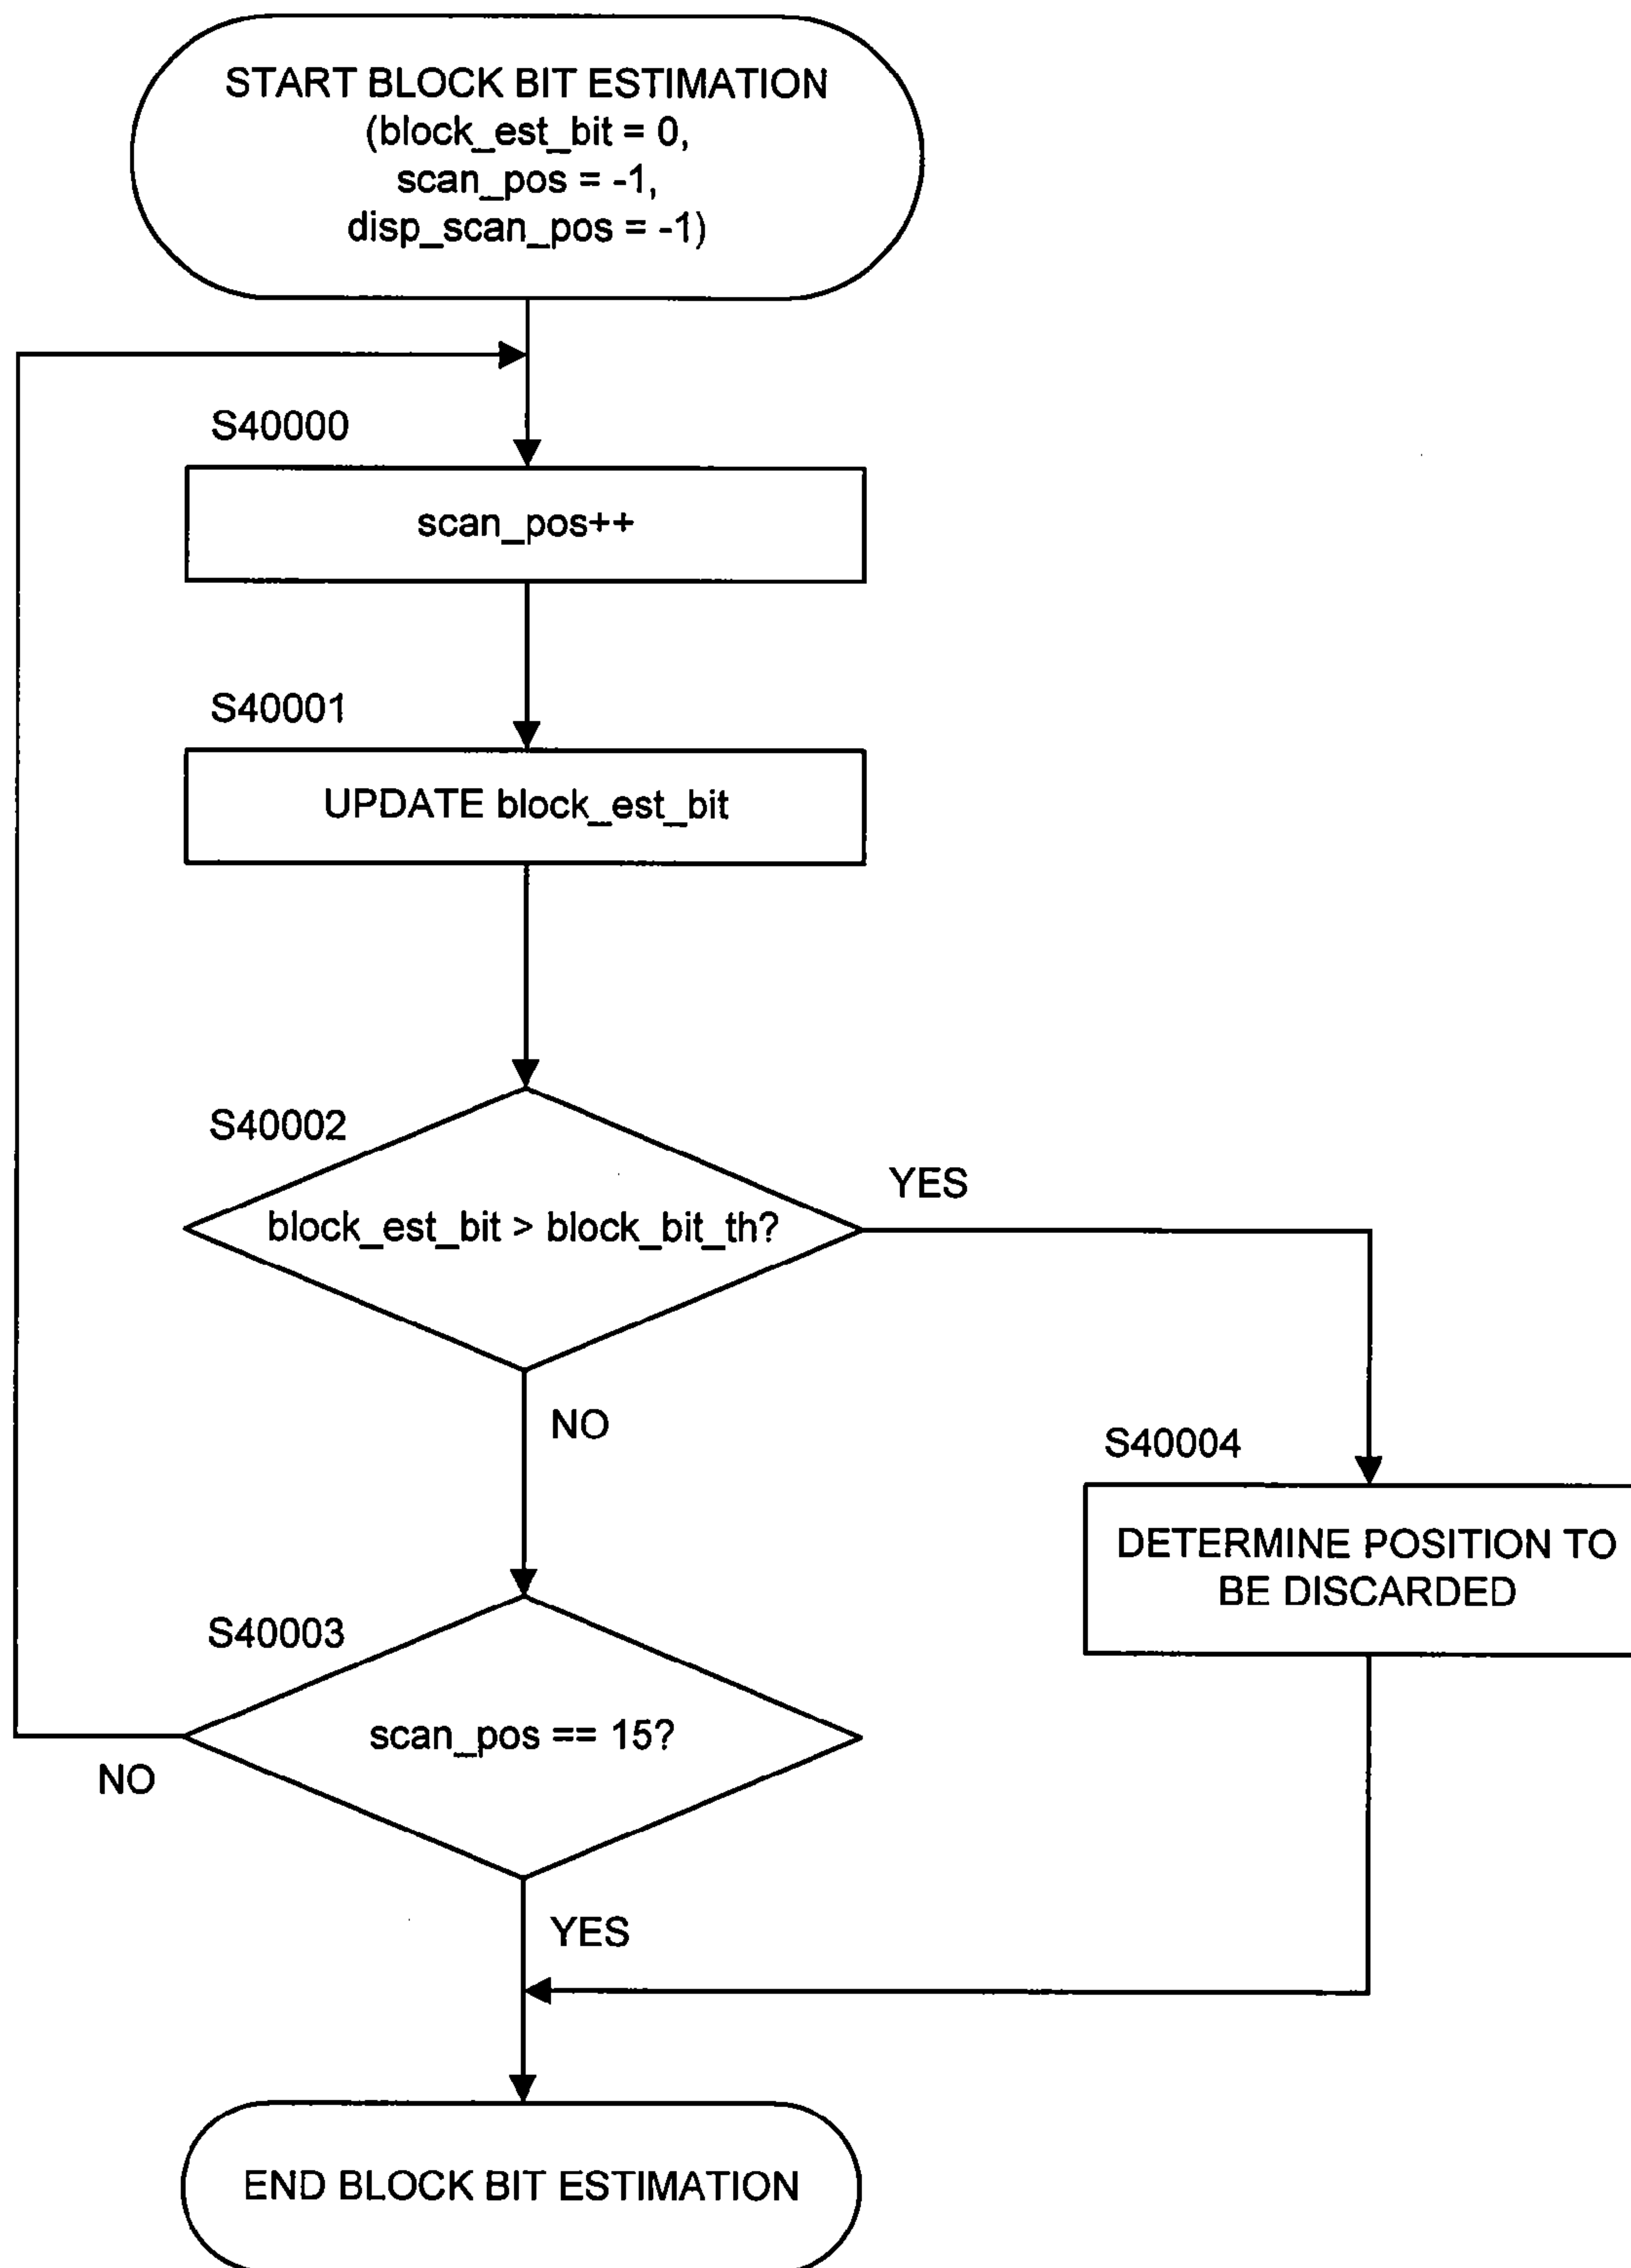 START BLOCK BIT ESTIMATION
(block_est_bit = 0,
scan_pos = -1,
disp_scan_pos = -1)
S40000
scan_pos++
S40001
UPDATE block_est_bit
S40002
block_est_bit > block_bit_th?
YES
NO
S40004
DETERMINE POSITION TO
BE DISCARDED
S40003
scan_pos == 15?
NO
YES
END BLOCK BIT ESTIMATION